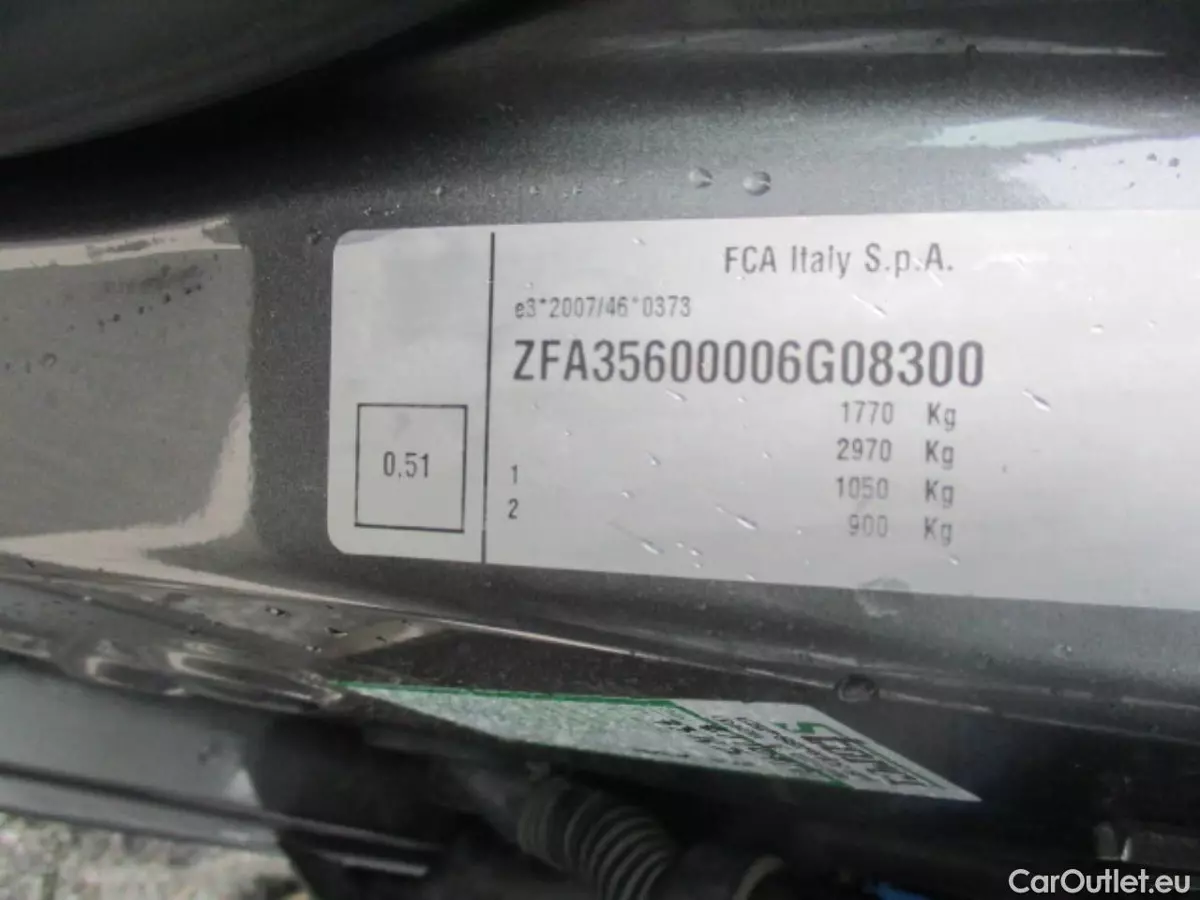 FCA Italy S.p.A.
e3*2007/46*0373
ZFA35600006G08300
1770 Kg
2970 Kg
1 1050 Kg
2 900 Kg
0.51
CarOutlet.eu